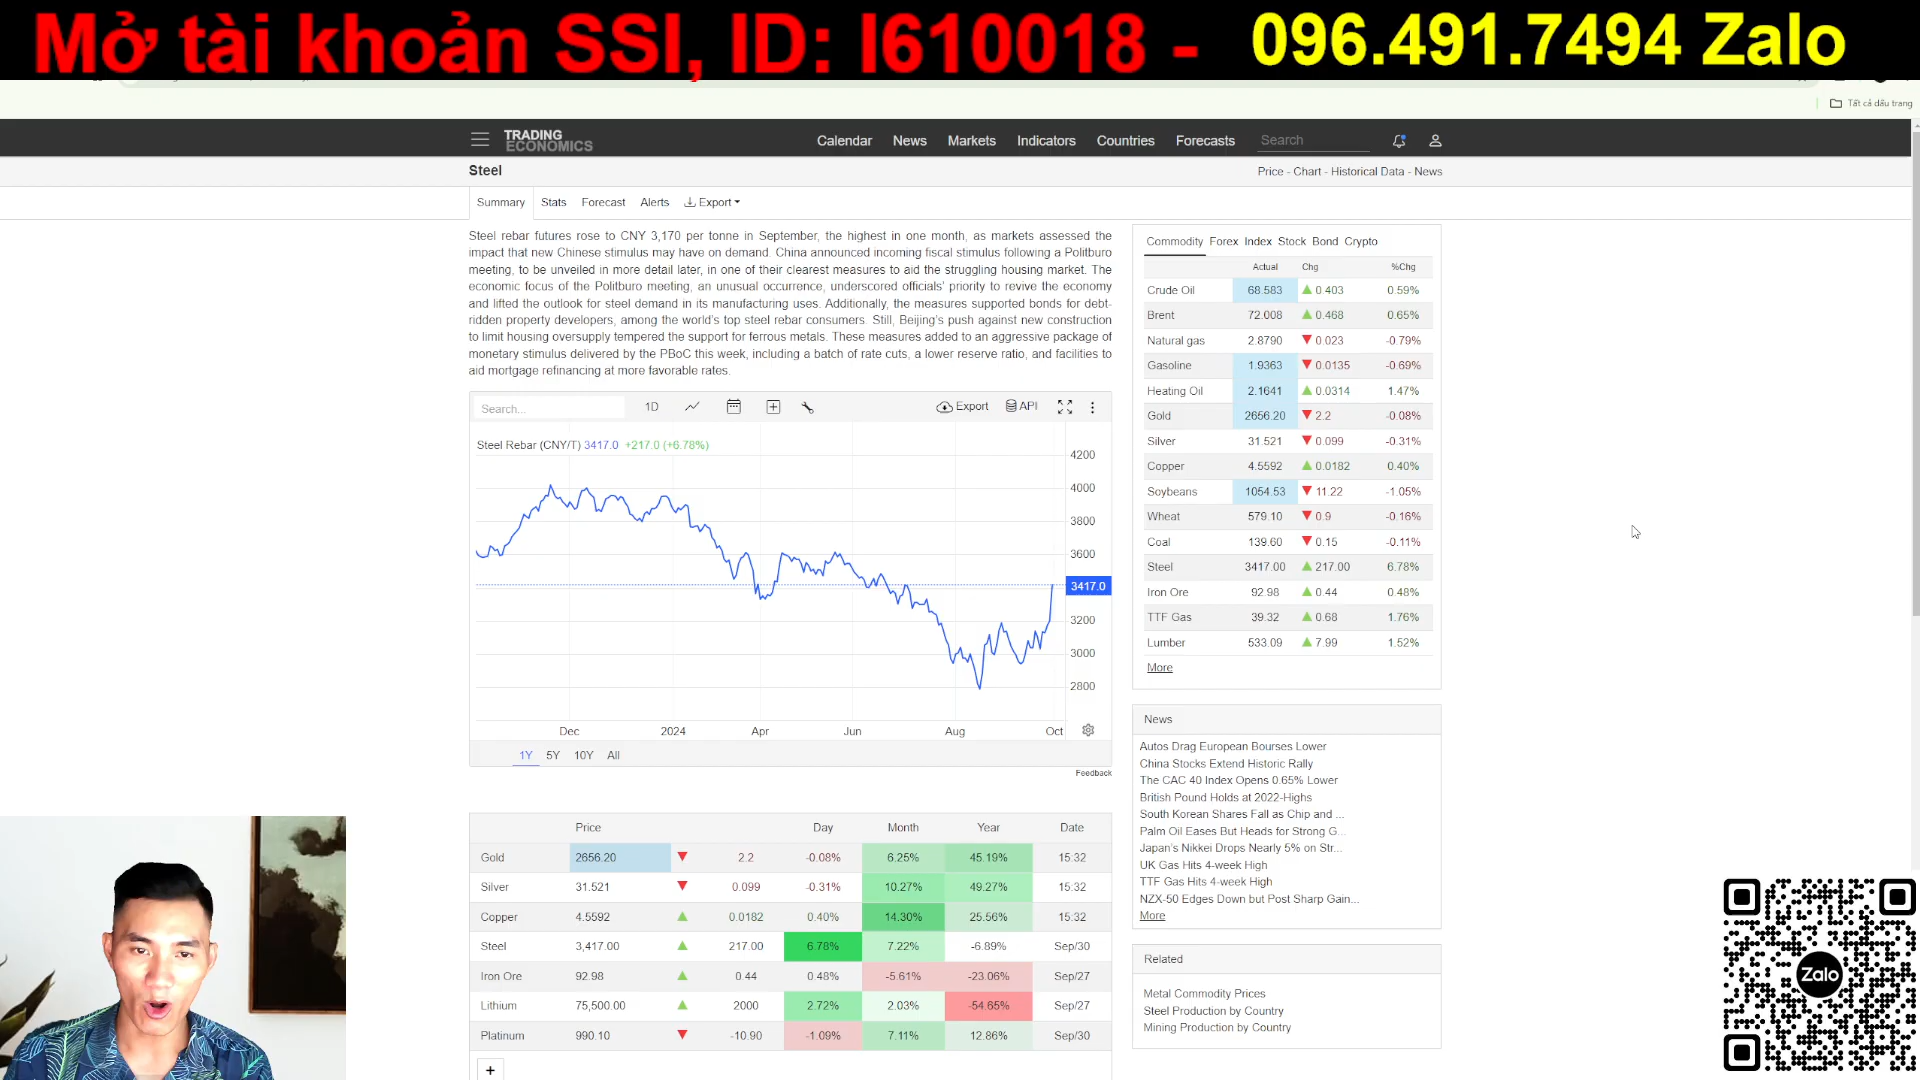 Mở tài khoản SSI, ID: I610018 - 096.491.7494 Zalo
Tất cả dấu trang
TRADING ECONOMICS
Calendar News Markets Indicators Countries Forecasts Search
Steel
Price - Chart - Historical Data - News
Summary Stats Forecast Alerts Export
Steel rebar futures rose to CNY 3,170 per tonne in September, the highest in one month, as markets assessed the
impact that new Chinese stimulus may have on demand. China announced incoming fiscal stimulus following a Politburo
meeting, to be unveiled in more detail later, in one of their clearest measures to aid the struggling housing market. The
economic focus of the Politburo meeting, an unusual occurrence, underscored officials' priority to revive the economy
and lifted the outlook for steel demand in its manufacturing uses. Additionally, the measures supported bonds for debt-
ridden property developers, among the world's top steel rebar consumers. Still, Beijing's push against new construction
to limit housing oversupply tempered the support for ferrous metals. These measures added to an aggressive package of
monetary stimulus delivered by the PBoC this week, including a batch of rate cuts, a lower reserve ratio, and facilities to
aid mortgage refinancing at more favorable rates.
Search... 1D Export API
Steel Rebar (CNY/T) 3417.0 +217.0 (+6.78%)
4200
4000
3800
3600
3417.0
3200
3000
2800
Dec 2024 Apr Jun Aug Oct
1Y 5Y 10Y All
Feedback
Price Day Month Year Date
Gold 2656.20 2.2 -0.08% 6.25% 45.19% 15:32
Silver 31.521 0.099 -0.31% 10.27% 49.27% 15:32
Copper 4.5592 0.0182 0.40% 14.30% 25.56% 15:32
Steel 3,417.00 217.00 6.78% 7.22% -6.89% Sep/30
Iron Ore 92.98 0.44 0.48% -5.61% -23.06% Sep/27
Lithium 75,500.00 2000 2.72% 2.03% -54.65% Sep/27
Platinum 990.10 -10.90 -1.09% 7.11% 12.86% Sep/30
+
Commodity Forex Index Stock Bond Crypto
Actual Chg %Chg
Crude Oil 68.583 0.403 0.59%
Brent 72.008 0.468 0.65%
Natural gas 2.8790 0.023 -0.79%
Gasoline 1.9363 0.0135 -0.69%
Heating Oil 2.1641 0.0314 1.47%
Gold 2656.20 2.2 -0.08%
Silver 31.521 0.099 -0.31%
Copper 4.5592 0.0182 0.40%
Soybeans 1054.53 11.22 -1.05%
Wheat 579.10 0.9 -0.16%
Coal 139.60 0.15 -0.11%
Steel 3417.00 217.00 6.78%
Iron Ore 92.98 0.44 0.48%
TTF Gas 39.32 0.68 1.76%
Lumber 533.09 7.99 1.52%
More
News
Autos Drag European Bourses Lower
China Stocks Extend Historic Rally
The CAC 40 Index Opens 0.65% Lower
British Pound Holds at 2022-Highs
South Korean Shares Fall as Chip and ...
Palm Oil Eases But Heads for Strong G...
Japan's Nikkei Drops Nearly 5% on Str...
UK Gas Hits 4-week High
TTF Gas Hits 4-week High
NZX-50 Edges Down but Post Sharp Gain...
More
Related
Metal Commodity Prices
Steel Production by Country
Mining Production by Country
Zalo